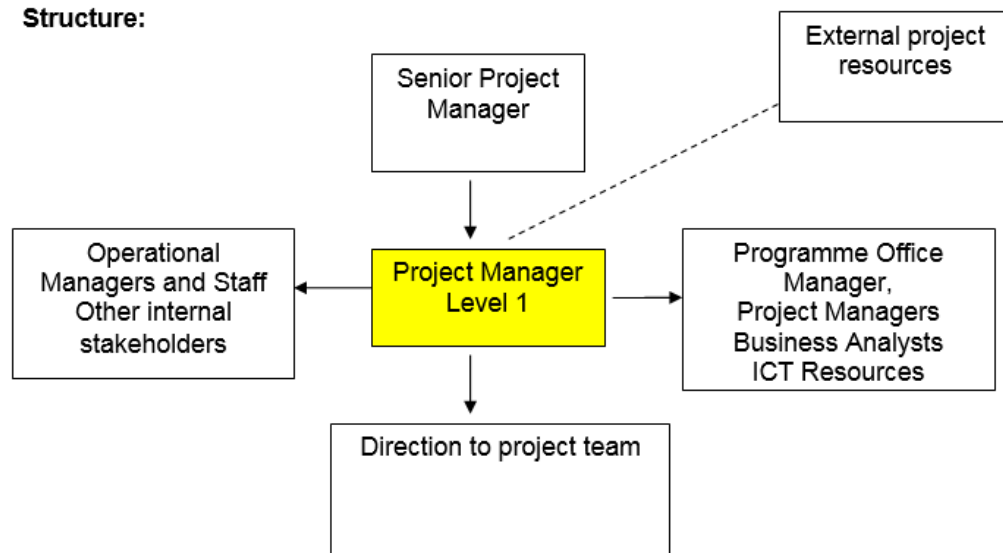 Structure:
External project
resources
Senior Project
Manager
Operational
Managers and Staff
Other internal
stakeholders
Project Manager
Level 1
Programme Office
Manager,
Project Managers
Business Analysts
ICT Resources
Direction to project team